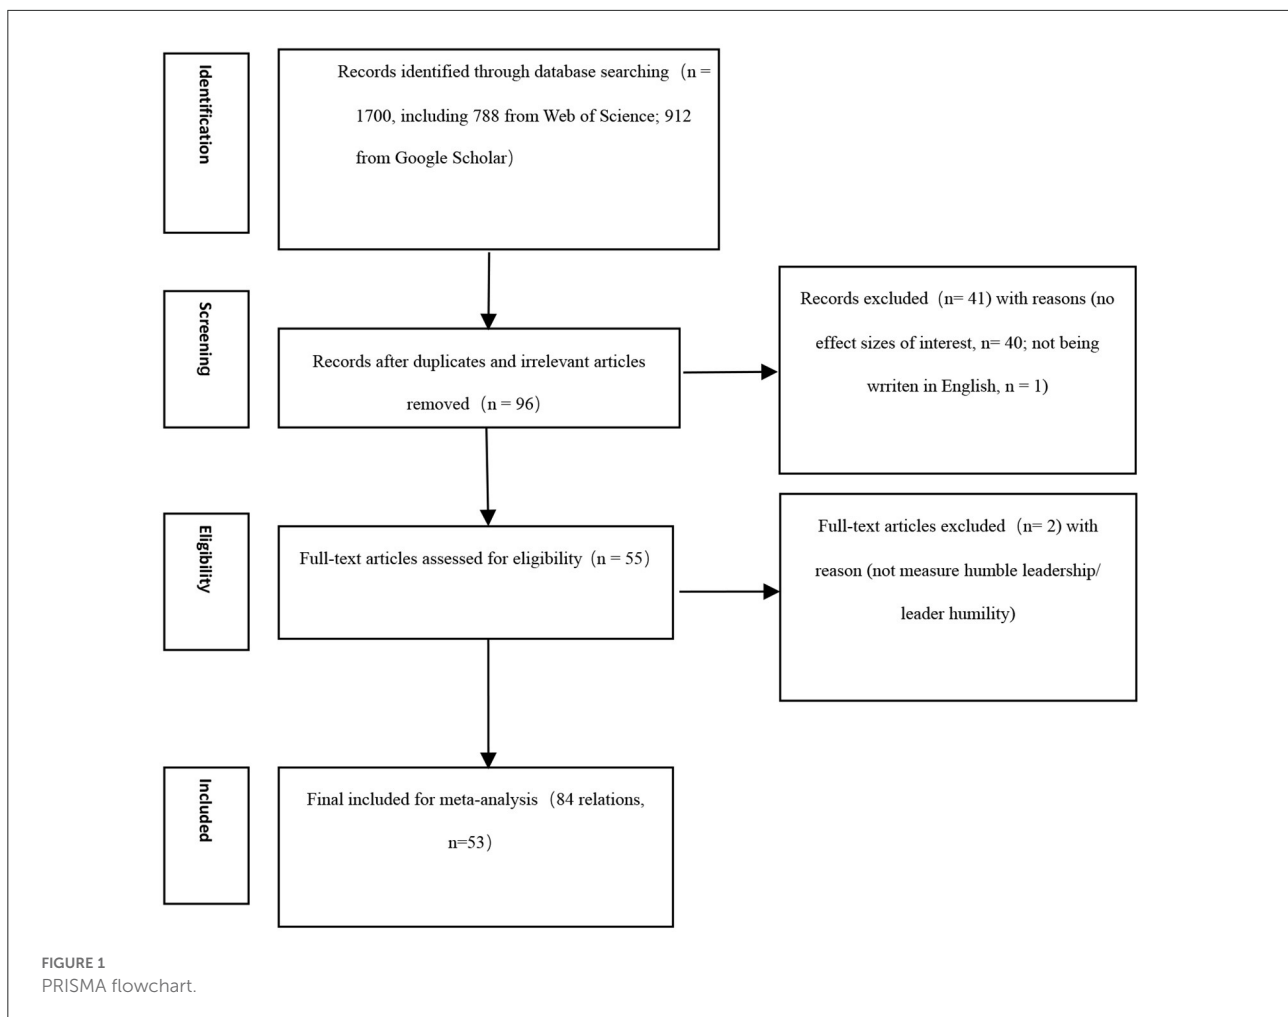 Identification
Records identified through database searching（n =
1700, including 788 from Web of Science; 912
from Google Scholar）
Screening
Records after duplicates and irrelevant articles
removed（n = 96）
Records excluded（n= 41) with reasons (no
effect sizes of interest, n= 40; not being
wrriten in English, n = 1)
Eligibility
Full-text articles assessed for eligibility（n = 55）
Full-text articles excluded（n= 2) with
reason (not measure humble leadership/
leader humility)
Included
Final included for meta-analysis（84 relations,
n=53）
FIGURE 1
PRISMA flowchart.